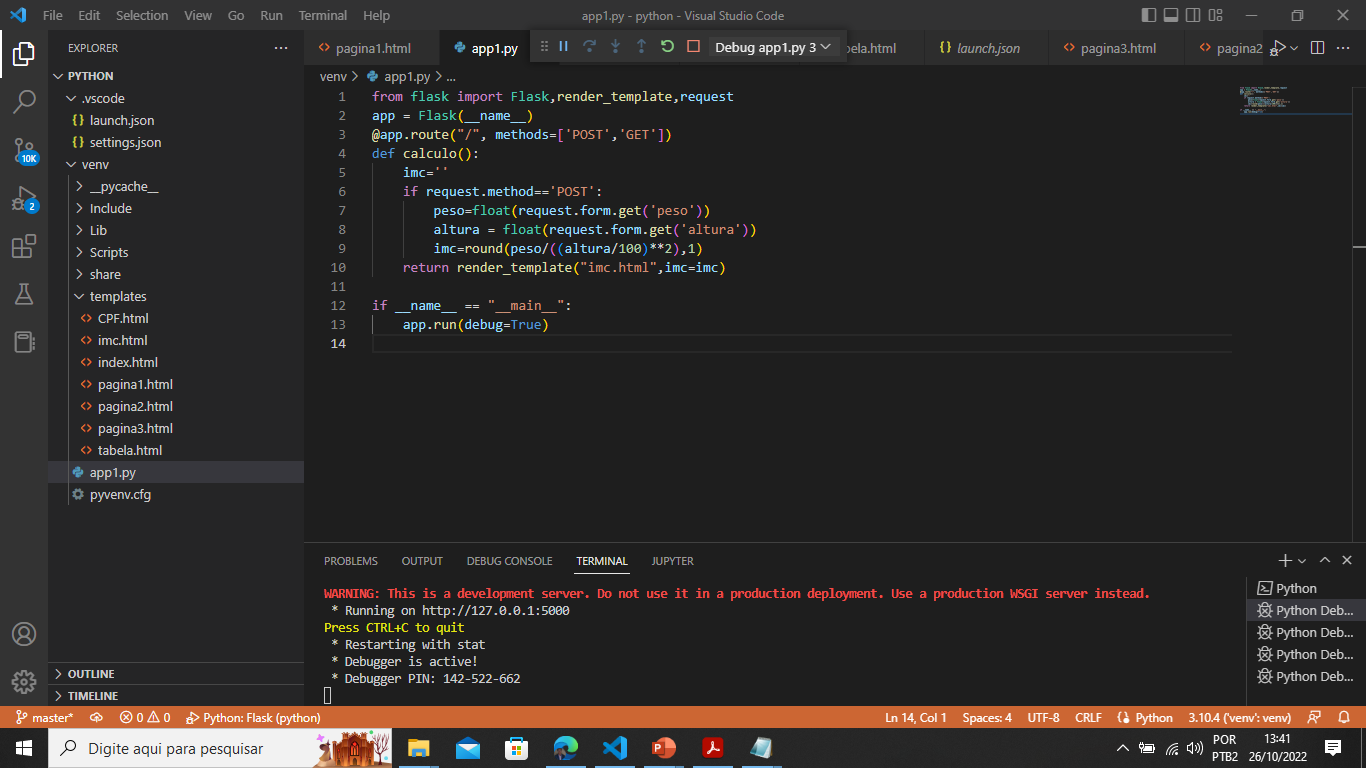 File Edit Selection View Go Run Terminal Help
app1.py - python - Visual Studio Code
EXPLORER
PYTHON
.vscode
launch.json
settings.json
venv
__pycache__
Include
Lib
Scripts
share
templates
CPF.html
imc.html
index.html
pagina1.html
pagina2.html
pagina3.html
tabela.html
app1.py
pyvenv.cfg
OUTLINE
TIMELINE
10K
2
pagina1.html app1.py Debug app1.py 3 bela.html launch.json pagina3.html pagina2
venv > app1.py > ...
1 from flask import Flask,render_template,request
2 app = Flask(__name__)
3 @app.route("/", methods=['POST','GET'])
4 def calculo():
5 imc=''
6 if request.method=='POST':
7 peso=float(request.form.get('peso'))
8 altura = float(request.form.get('altura'))
9 imc=round(peso/((altura/100)**2),1)
10 return render_template("imc.html",imc=imc)
11
12 if __name__ == "__main__":
13 app.run(debug=True)
14
PROBLEMS OUTPUT DEBUG CONSOLE TERMINAL JUPYTER
WARNING: This is a development server. Do not use it in a production deployment. Use a production WSGI server instead.
* Running on http://127.0.0.1:5000
Press CTRL+C to quit
* Restarting with stat
* Debugger is active!
* Debugger PIN: 142-522-662
Python
Python Deb...
Python Deb...
Python Deb...
Python Deb...
master* 0 0 Python: Flask (python) Ln 14, Col 1 Spaces: 4 UTF-8 CRLF Python 3.10.4 ('venv': venv)
Digite aqui para pesquisar
POR
PTB2
13:41
26/10/2022